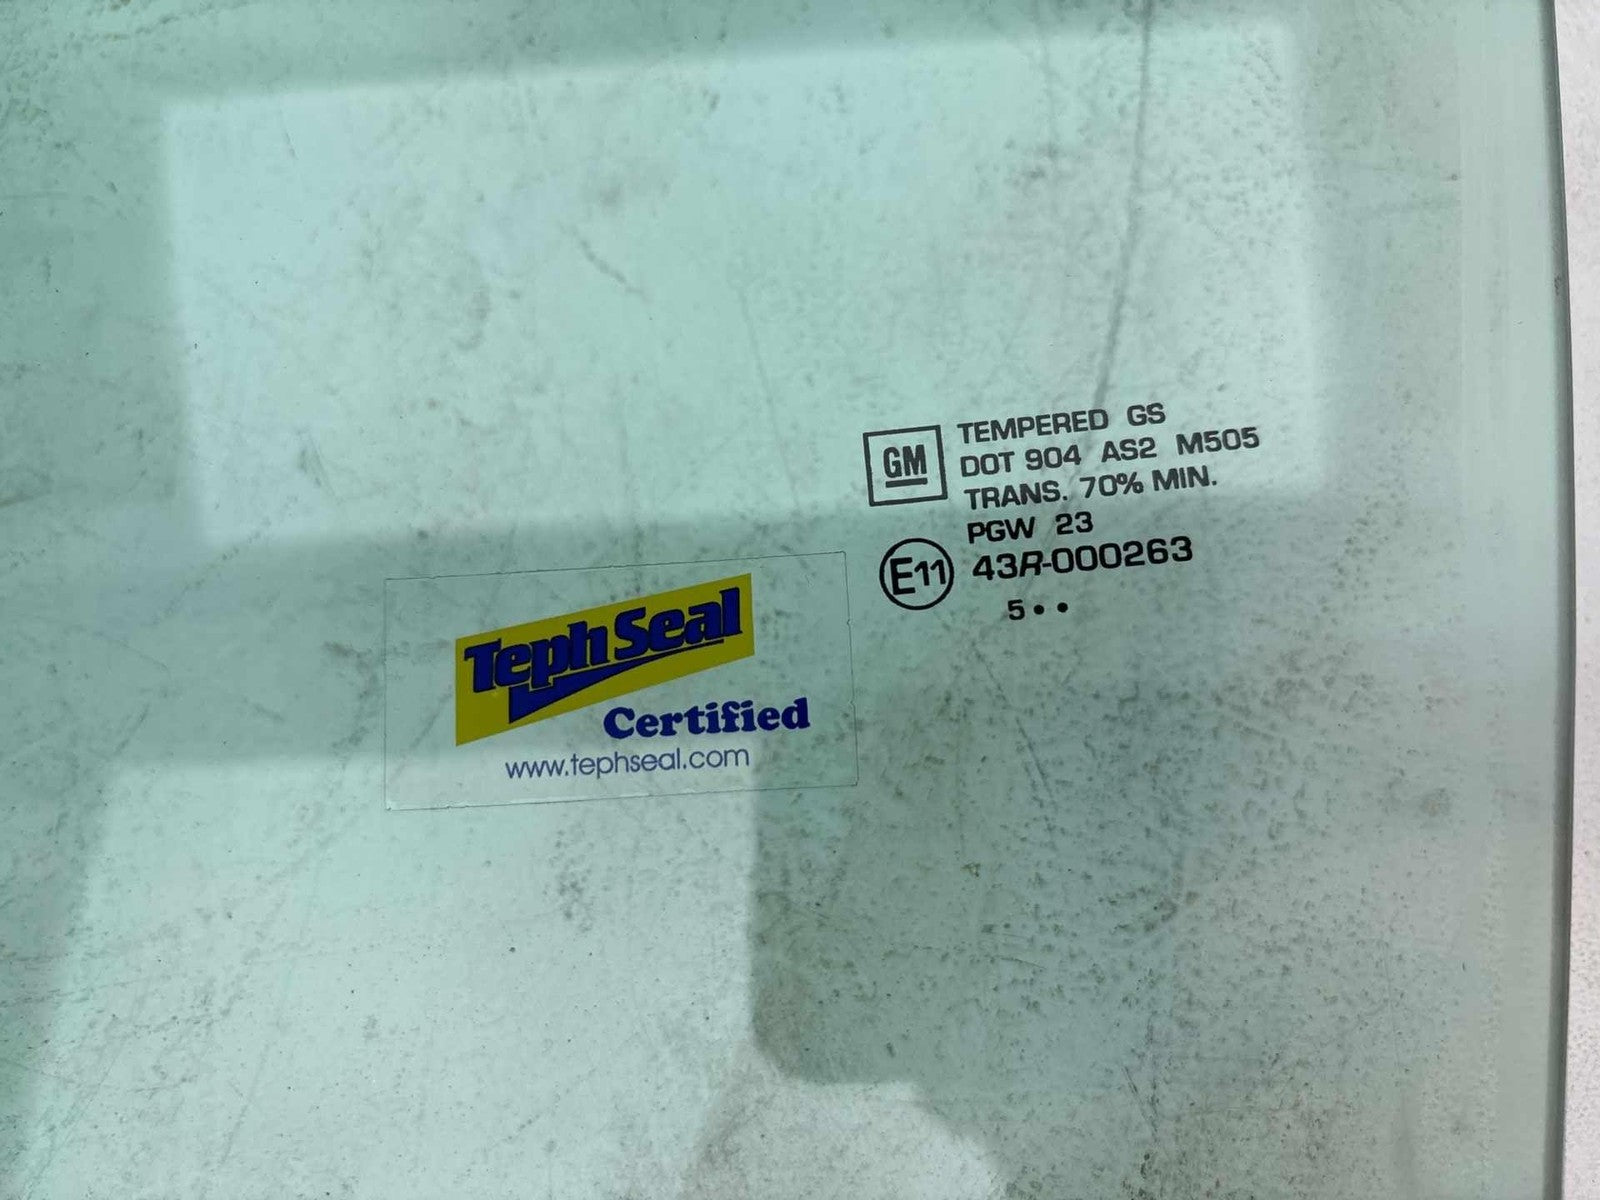 GM
TEMPERED GS
DOT 904 AS2 M505
TRANS. 70% MIN.
PGW 23
E11 43R-000263
5••
Teph Seal
Certified
www.tephseal.com